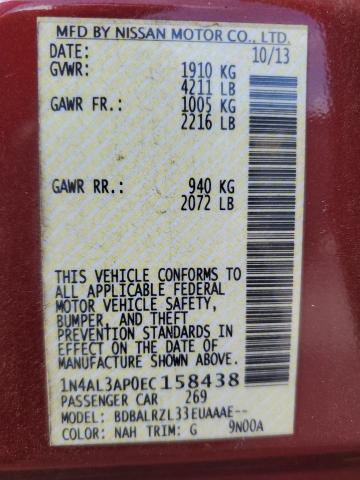 MFD BY NISSAN MOTOR CO., LTD.
DATE: 10/13
GVWR: 1910 KG
4211 LB
GAWR FR.: 1005 KG
2216 LB
GAWR RR.: 940 KG
2072 LB
THIS VEHICLE CONFORMS TO
ALL APPLICABLE FEDERAL
MOTOR VEHICLE SAFETY,
BUMPER, AND THEFT
PREVENTION STANDARDS IN
EFFECT ON THE DATE OF
MANUFACTURE SHOWN ABOVE.
1N4AL3AP0EC158438
PASSENGER CAR 269
MODEL: BDBALRZL33EUAAAE--
COLOR: NAH TRIM: G 9N00A